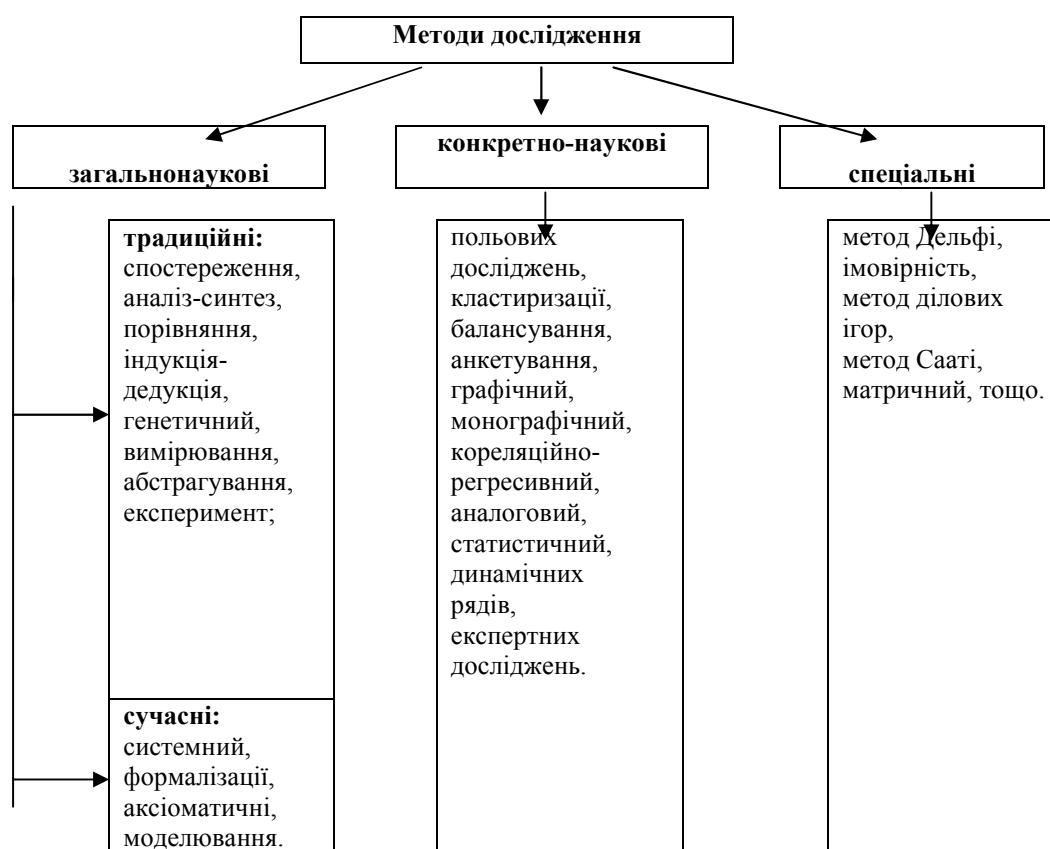 Методи дослідження
загальнонаукові
конкретно-наукові
спеціальні
традиційні:
спостереження,
аналіз-синтез,
порівняння,
індукція-
дедукція,
генетичний,
вимірювання,
абстрагування,
експеримент;
сучасні:
системний,
формалізації,
аксіоматичні,
моделювання.
польових
досліджень,
кластиризації,
балансування,
анкетування,
графічний,
монографічний,
кореляційно-
регресивний,
аналоговий,
статистичний,
динамічних
рядів,
експертних
досліджень.
метод Дельфі,
імовірність,
метод ділових
ігор,
метод Сааті,
матричний, тощо.